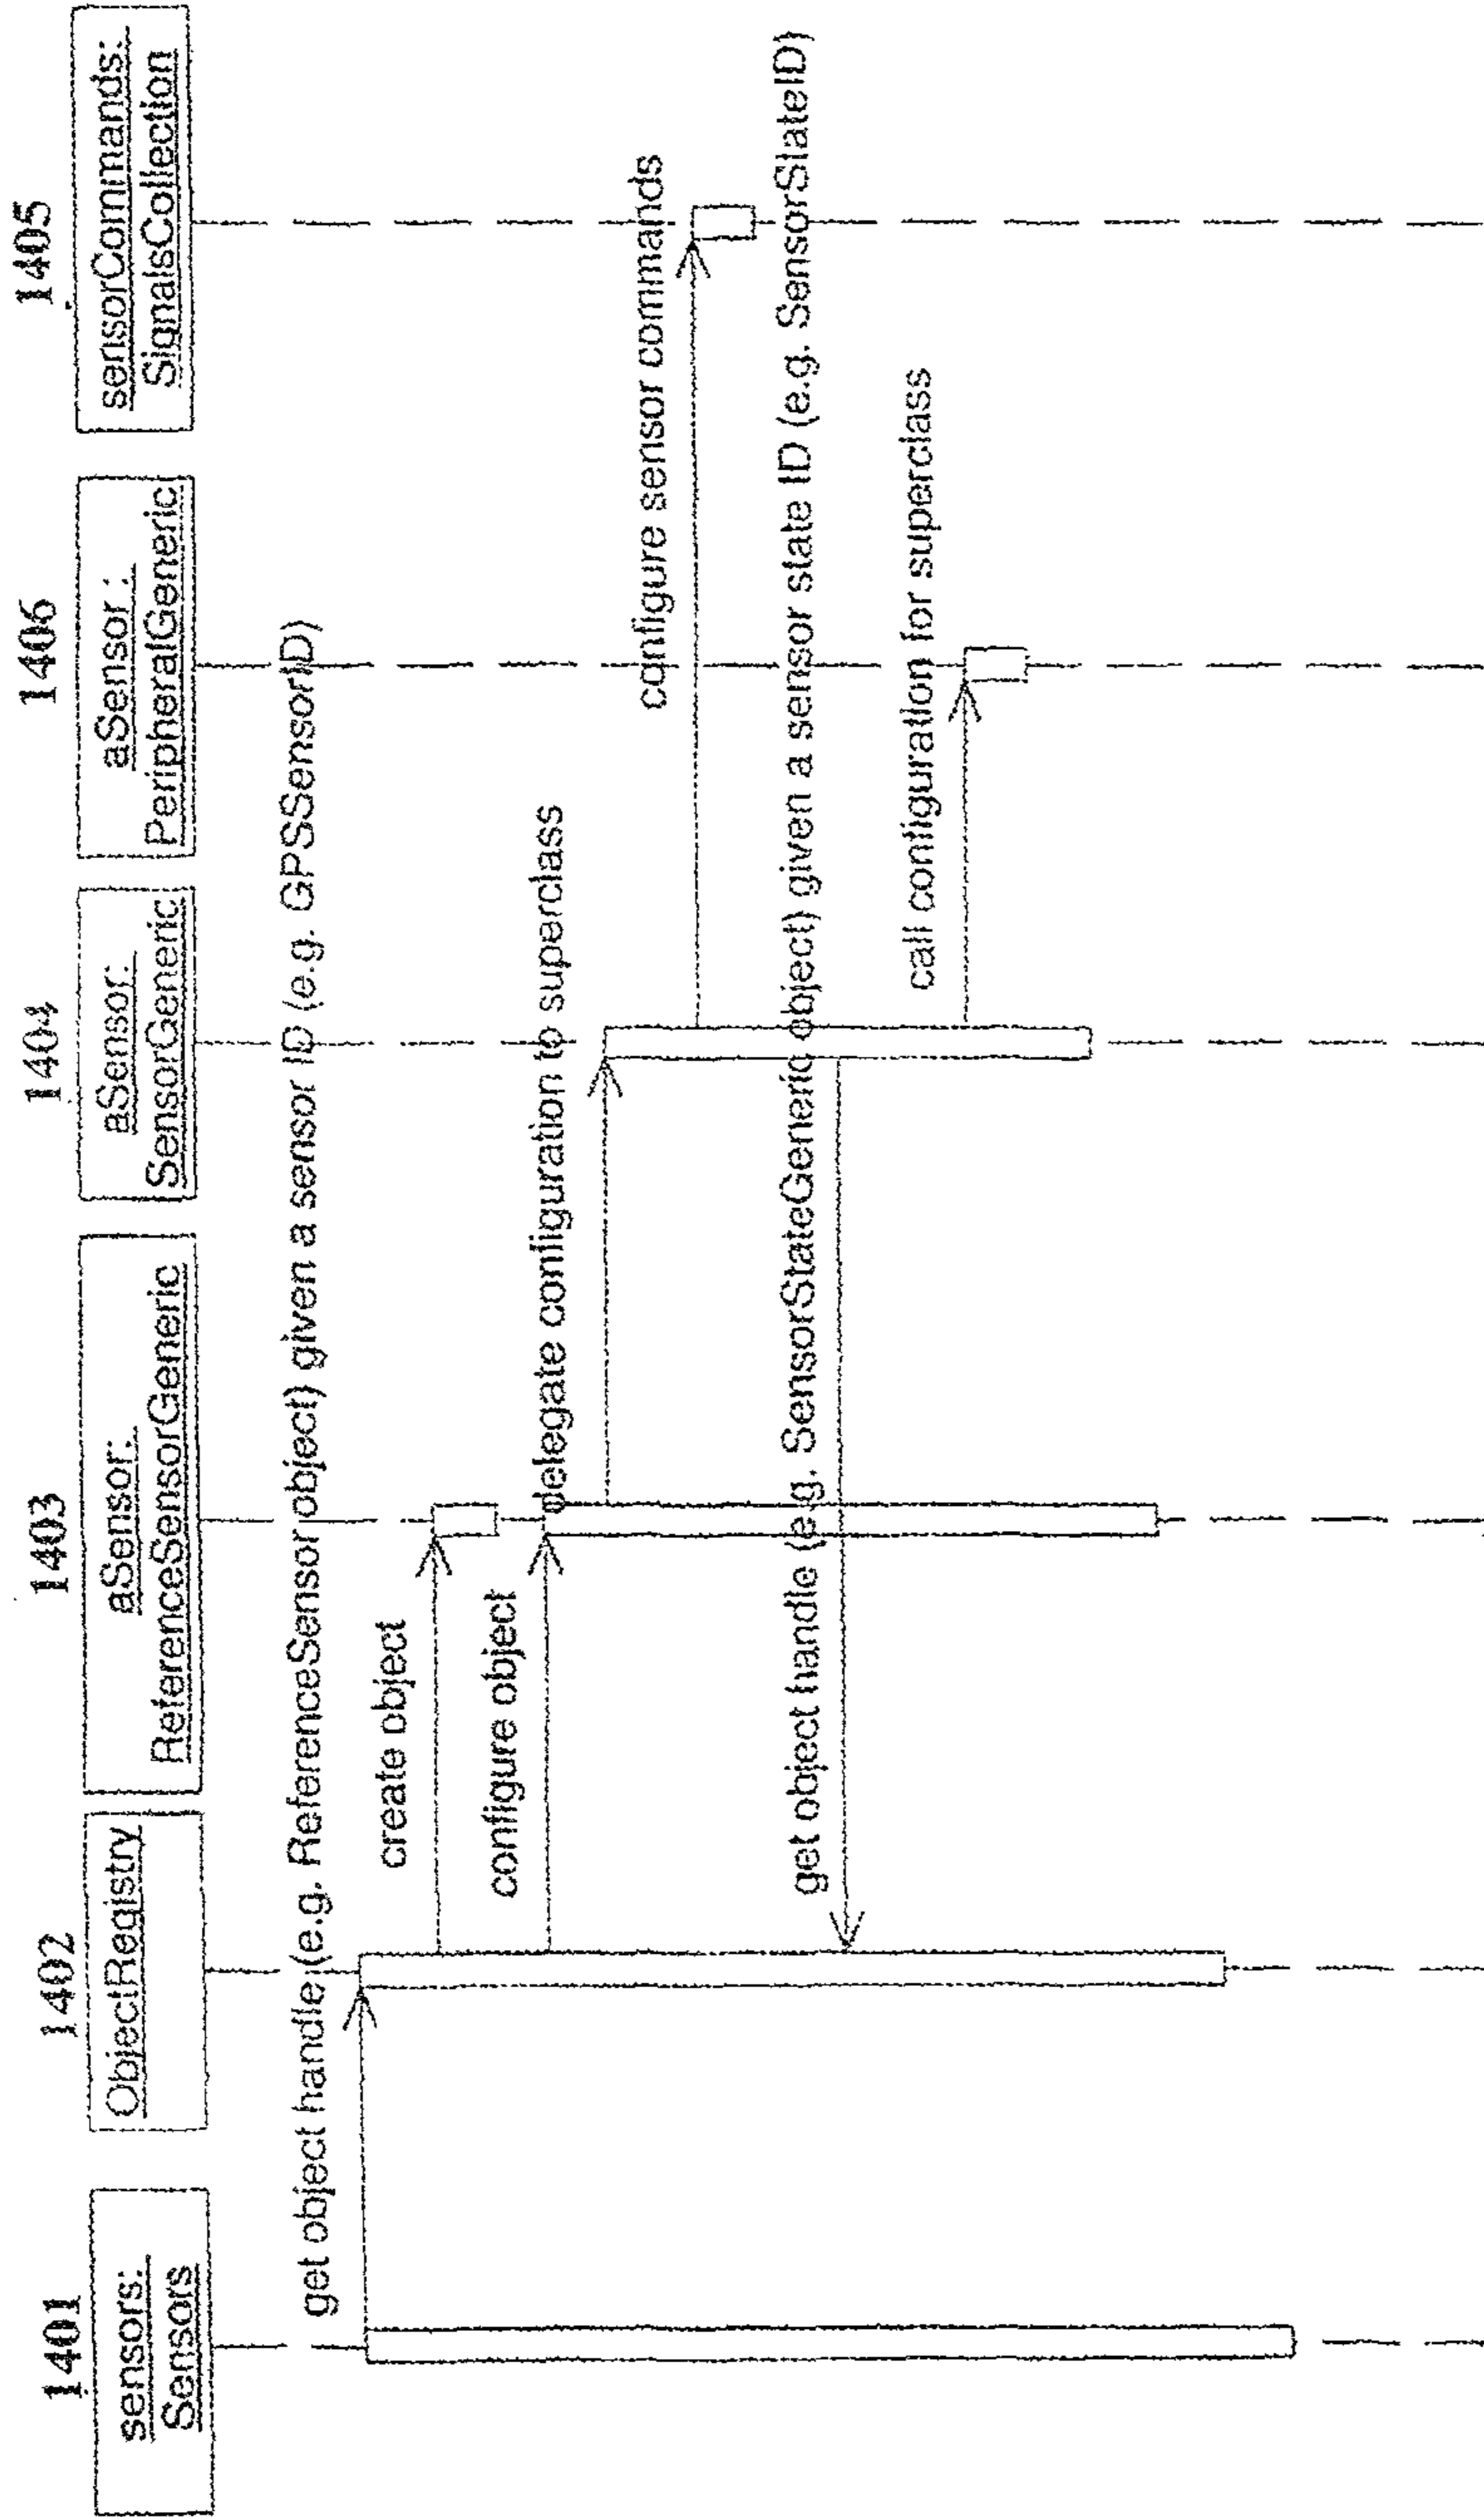 1401
sensors:
Sensors
1402
ObjectRegistry
1403
aSensor:
ReferenceSensorGeneric
1404
aSensor:
SensorGeneric
1406
aSensor :
PeripheralGeneric
1405
sensorCommands:
SignalsCollection
get object handle (e.g. ReferenceSensor object) given a sensor ID (e.g. GPSSensorID)
create object
configure object
delegate configuration to superclass
configure sensor commands
get object handle (e.g. SensorStateGeneric object) given a sensor state ID (e.g. SensorStateID)
call configuration for superclass